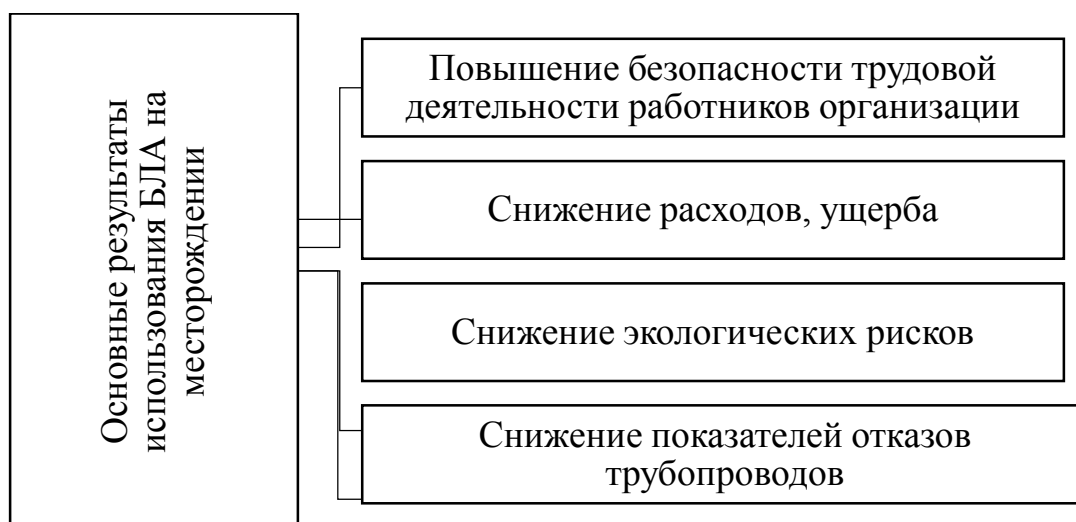 Основные результаты
использования БЛА на
месторождении
Повышение безопасности трудовой
деятельности работников организации
Снижение расходов, ущерба
Снижение экологических рисков
Снижение показателей отказов
трубопроводов